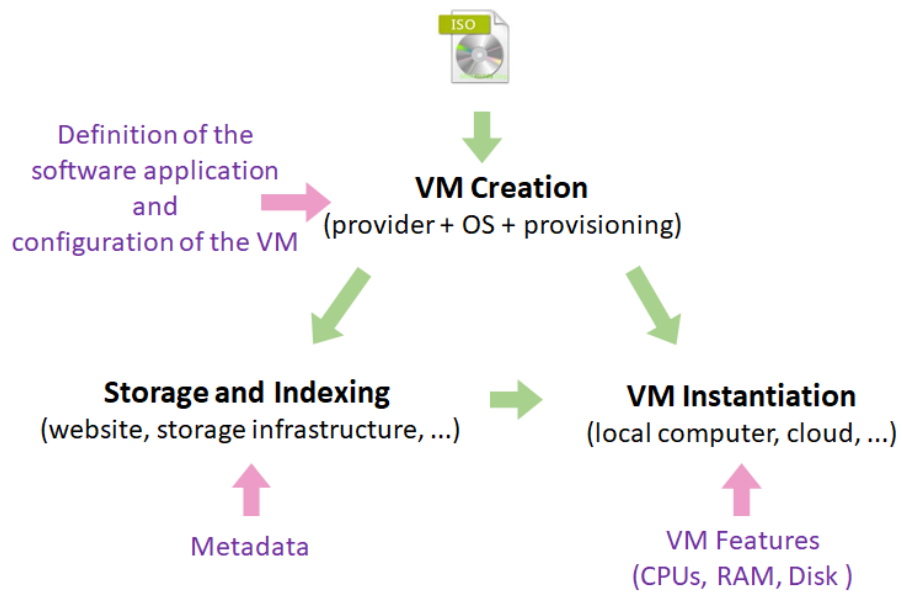 ISO
Definition of the
software application
and
configuration of the VM
VM Creation
(provider + OS + provisioning)
Storage and Indexing
(website, storage infrastructure, ...)
VM Instantiation
(local computer, cloud, ...)
Metadata
VM Features
(CPUs, RAM, Disk )